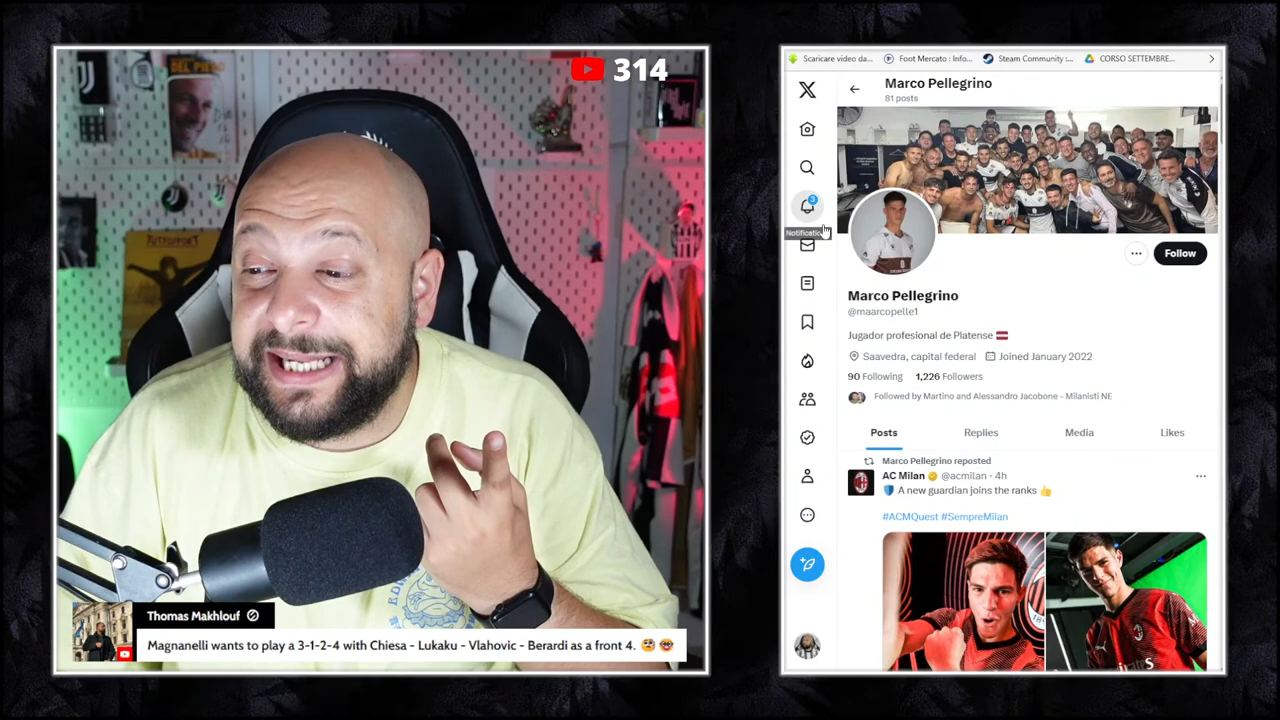 314
DEL PIERO
TUTTOSPORT
Thomas Makhlouf
Magnanelli wants to play a 3-1-2-4 with Chiesa - Lukaku - Vlahovic - Berardi as a front 4. 🧐 🤓
Scaricare video da...
Foot Mercato : Info...
Steam Community :...
CORSO SETTEMBRE...
Marco Pellegrino
81 posts
3
Notifications
Follow
Marco Pellegrino
@maarcopelle1
Jugador profesional de Platense
Saavedra, capital federal
Joined January 2022
90 Following
1,226 Followers
Followed by Martino and Alessandro Jacobone - Milanisti NE
Posts
Replies
Media
Likes
Marco Pellegrino reposted
AC Milan @acmilan · 4h
🛡️ A new guardian joins the ranks 👍
#ACMQuest #SempreMilan